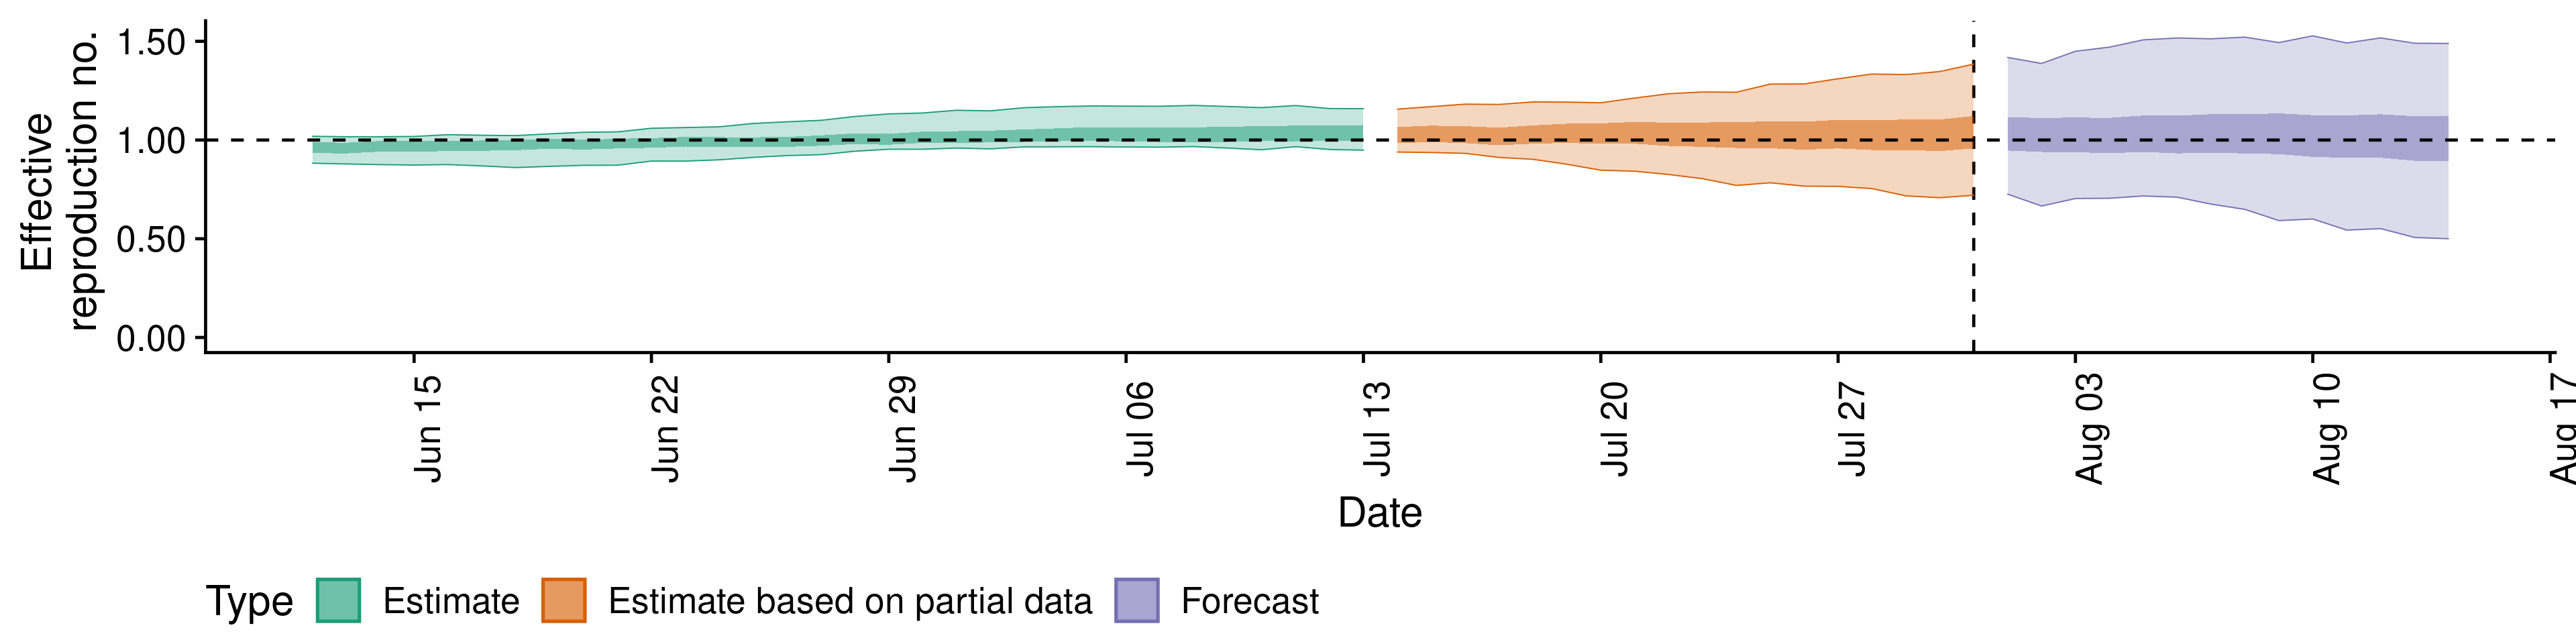 Effective
reproduction no.
1.50
1.00
0.50
0.00
Jun 15
Jun 22
Jun 29
Jul 06
Jul 13
Jul 20
Jul 27
Aug 03
Aug 10
Aug 17
Date
Type
Estimate
Estimate based on partial data
Forecast